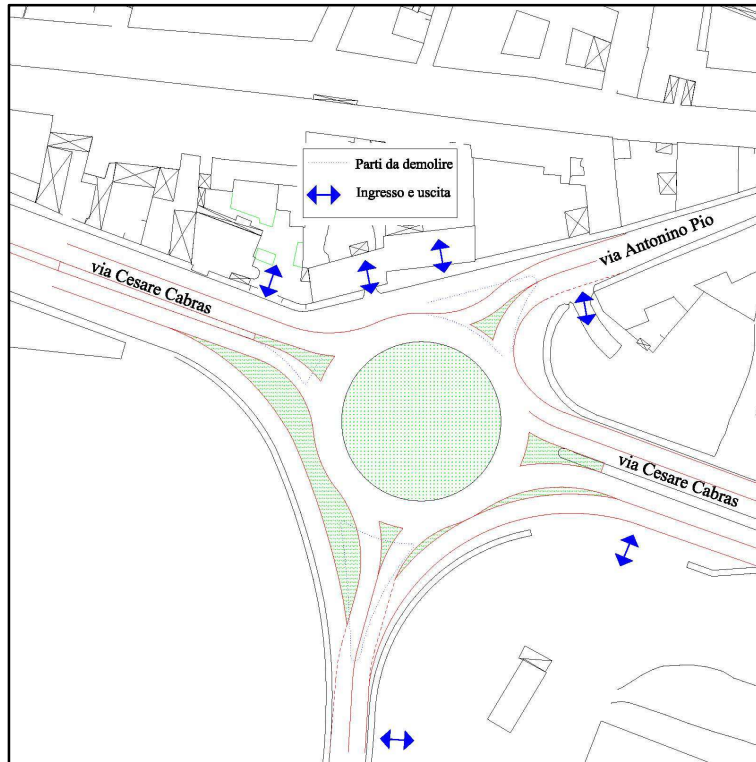 Parti da demolire
Ingresso e uscita
via Antonino Pio
via Cesare Cabras
via Cesare Cabras